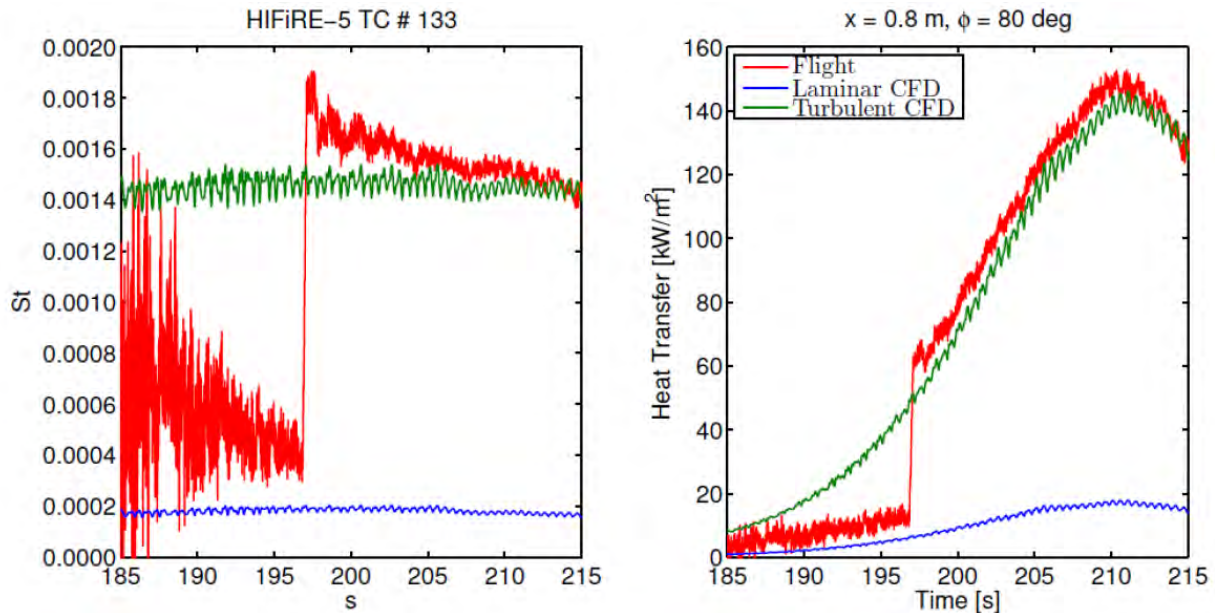 HIFiRE−5 TC # 133
0.0020
0.0018
0.0016
0.0014
0.0012
0.0010
0.0008
0.0006
0.0004
0.0002
0.0000
St
185 190 195 200 205 210 215
s
x = 0.8 m, ϕ = 80 deg
Flight
Laminar CFD
Turbulent CFD
160
140
120
100
80
60
40
20
0
Heat Transfer [kW/m²]
185 190 195 200 205 210 215
Time [s]